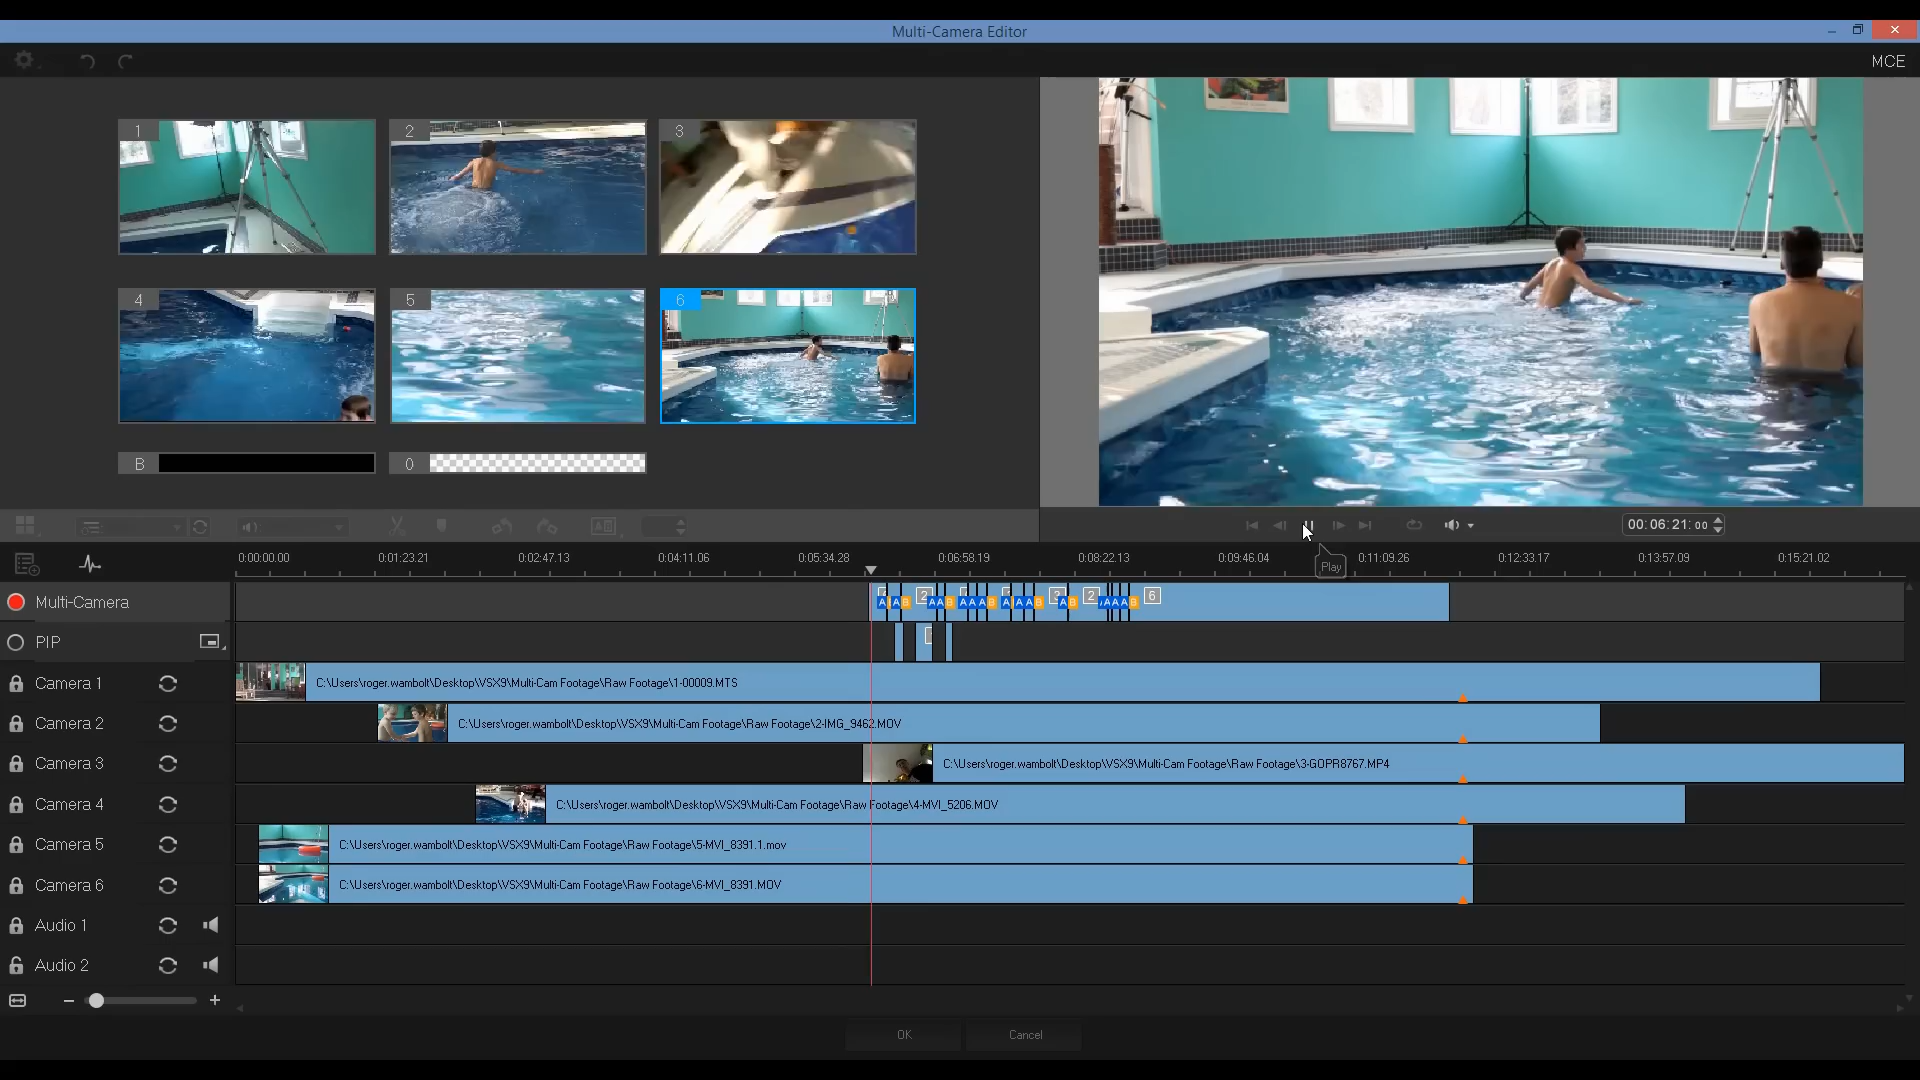 Multi-Camera Editor
MCE
1
2
3
4
5
6
B
0
00:06:21:00
Play
0:00:00.00 0:01:23.21 0:02:47.13 0:04:11.06 0:05:34.28 0:06:58.19 0:08:22.13 0:09:46.04 0:11:09.26 0:12:33.17 0:13:57.09 0:15:21.02
Multi-Camera
2 3 2 6
A A B A A B A A A B A A A B A B A A A B
PIP
Camera 1 C:\Users\roger.wambolt\Desktop\VSX9\Multi-Cam Footage\Raw Footage\1-00009.MTS
Camera 2 C:\Users\roger.wambolt\Desktop\VSX9\Multi-Cam Footage\Raw Footage\2-IMG_9462.MOV
Camera 3 C:\Users\roger.wambolt\Desktop\VSX9\Multi-Cam Footage\Raw Footage\3-GOPR8767.MP4
Camera 4 C:\Users\roger.wambolt\Desktop\VSX9\Multi-Cam Footage\Raw Footage\4-MVI_5206.MOV
Camera 5 C:\Users\roger.wambolt\Desktop\VSX9\Multi-Cam Footage\Raw Footage\5-MVI_8391.1.mov
Camera 6 C:\Users\roger.wambolt\Desktop\VSX9\Multi-Cam Footage\Raw Footage\6-MVI_8391.MOV
Audio 1
Audio 2
OK Cancel